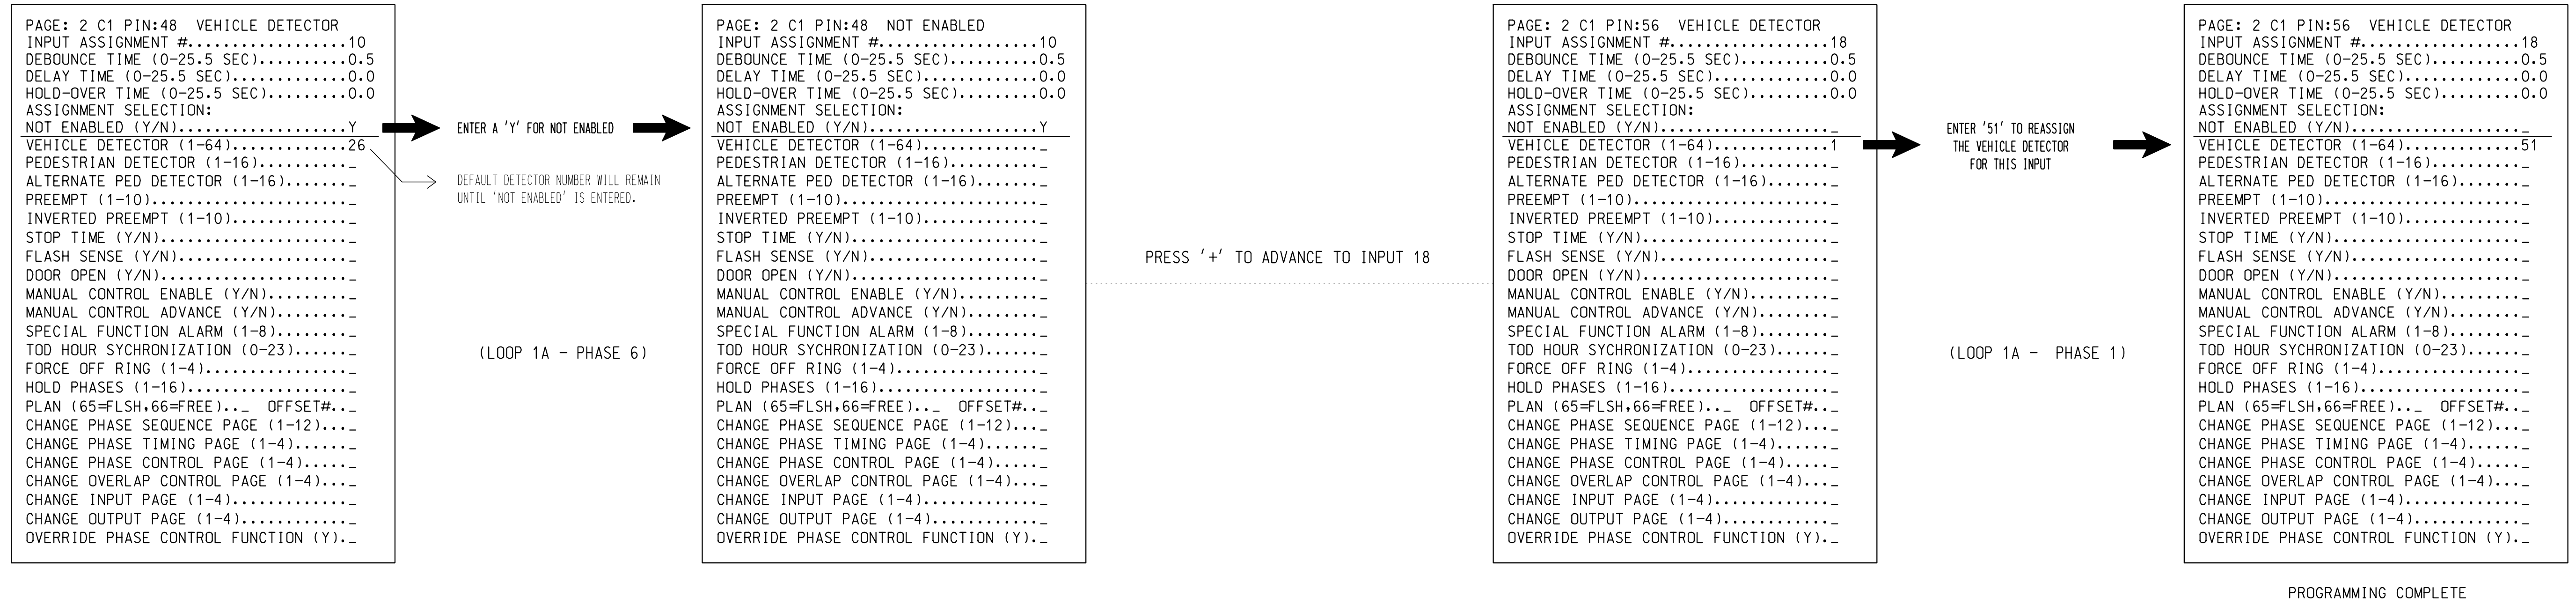 PAGE: 2 C1 PIN:48  VEHICLE DETECTOR
INPUT ASSIGNMENT #..................10
DEBOUNCE TIME (0-25.5 SEC)..........0.5
DELAY TIME (0-25.5 SEC).............0.0
HOLD-OVER TIME (0-25.5 SEC).........0.0
ASSIGNMENT SELECTION:
NOT ENABLED (Y/N)...................Y
VEHICLE DETECTOR (1-64).............26
PEDESTRIAN DETECTOR (1-16).........._
ALTERNATE PED DETECTOR (1-16)......._
PREEMPT (1-10)......................_
INVERTED PREEMPT (1-10)............._
STOP TIME (Y/N)....................._
FLASH SENSE (Y/N)..................._
DOOR OPEN (Y/N)....................._
MANUAL CONTROL ENABLE (Y/N)........._
MANUAL CONTROL ADVANCE (Y/N)........_
SPECIAL FUNCTION ALARM (1-8)........_
TOD HOUR SYCHRONIZATION (0-23)......_
FORCE OFF RING (1-4)................_
HOLD PHASES (1-16).................._
PLAN (65=FLSH,66=FREE).._  OFFSET#.._
CHANGE PHASE SEQUENCE PAGE (1-12)..._
CHANGE PHASE TIMING PAGE (1-4)......_
CHANGE PHASE CONTROL PAGE (1-4)....._
CHANGE OVERLAP CONTROL PAGE (1-4)..._
CHANGE INPUT PAGE (1-4)............._
CHANGE OUTPUT PAGE (1-4)............_
OVERRIDE PHASE CONTROL FUNCTION (Y)._
ENTER A 'Y' FOR NOT ENABLED
DEFAULT DETECTOR NUMBER WILL REMAIN
UNTIL 'NOT ENABLED' IS ENTERED.
(LOOP 1A - PHASE 6)
PAGE: 2 C1 PIN:48  NOT ENABLED
INPUT ASSIGNMENT #..................10
DEBOUNCE TIME (0-25.5 SEC)..........0.5
DELAY TIME (0-25.5 SEC).............0.0
HOLD-OVER TIME (0-25.5 SEC).........0.0
ASSIGNMENT SELECTION:
NOT ENABLED (Y/N)...................Y
VEHICLE DETECTOR (1-64)............._
PEDESTRIAN DETECTOR (1-16).........._
ALTERNATE PED DETECTOR (1-16)......._
PREEMPT (1-10)......................_
INVERTED PREEMPT (1-10)............._
STOP TIME (Y/N)....................._
FLASH SENSE (Y/N)..................._
DOOR OPEN (Y/N)....................._
MANUAL CONTROL ENABLE (Y/N)........._
MANUAL CONTROL ADVANCE (Y/N)........_
SPECIAL FUNCTION ALARM (1-8)........_
TOD HOUR SYCHRONIZATION (0-23)......_
FORCE OFF RING (1-4)................_
HOLD PHASES (1-16).................._
PLAN (65=FLSH,66=FREE).._  OFFSET#.._
CHANGE PHASE SEQUENCE PAGE (1-12)..._
CHANGE PHASE TIMING PAGE (1-4)......_
CHANGE PHASE CONTROL PAGE (1-4)....._
CHANGE OVERLAP CONTROL PAGE (1-4)..._
CHANGE INPUT PAGE (1-4)............._
CHANGE OUTPUT PAGE (1-4)............_
OVERRIDE PHASE CONTROL FUNCTION (Y)._
PRESS '+' TO ADVANCE TO INPUT 18
PAGE: 2 C1 PIN:56  VEHICLE DETECTOR
INPUT ASSIGNMENT #..................18
DEBOUNCE TIME (0-25.5 SEC)..........0.5
DELAY TIME (0-25.5 SEC).............0.0
HOLD-OVER TIME (0-25.5 SEC).........0.0
ASSIGNMENT SELECTION:
NOT ENABLED (Y/N)..................._
VEHICLE DETECTOR (1-64).............1
PEDESTRIAN DETECTOR (1-16).........._
ALTERNATE PED DETECTOR (1-16)......._
PREEMPT (1-10)......................_
INVERTED PREEMPT (1-10)............._
STOP TIME (Y/N)....................._
FLASH SENSE (Y/N)..................._
DOOR OPEN (Y/N)....................._
MANUAL CONTROL ENABLE (Y/N)........._
MANUAL CONTROL ADVANCE (Y/N)........_
SPECIAL FUNCTION ALARM (1-8)........_
TOD HOUR SYCHRONIZATION (0-23)......_
FORCE OFF RING (1-4)................_
HOLD PHASES (1-16).................._
PLAN (65=FLSH,66=FREE).._  OFFSET#.._
CHANGE PHASE SEQUENCE PAGE (1-12)..._
CHANGE PHASE TIMING PAGE (1-4)......_
CHANGE PHASE CONTROL PAGE (1-4)....._
CHANGE OVERLAP CONTROL PAGE (1-4)..._
CHANGE INPUT PAGE (1-4)............._
CHANGE OUTPUT PAGE (1-4)............_
OVERRIDE PHASE CONTROL FUNCTION (Y)._
ENTER '51' TO REASSIGN
THE VEHICLE DETECTOR
FOR THIS INPUT
(LOOP 1A -  PHASE 1)
PAGE: 2 C1 PIN:56  VEHICLE DETECTOR
INPUT ASSIGNMENT #..................18
DEBOUNCE TIME (0-25.5 SEC)..........0.5
DELAY TIME (0-25.5 SEC).............0.0
HOLD-OVER TIME (0-25.5 SEC).........0.0
ASSIGNMENT SELECTION:
NOT ENABLED (Y/N)..................._
VEHICLE DETECTOR (1-64).............51
PEDESTRIAN DETECTOR (1-16).........._
ALTERNATE PED DETECTOR (1-16)......._
PREEMPT (1-10)......................_
INVERTED PREEMPT (1-10)............._
STOP TIME (Y/N)....................._
FLASH SENSE (Y/N)..................._
DOOR OPEN (Y/N)....................._
MANUAL CONTROL ENABLE (Y/N)........._
MANUAL CONTROL ADVANCE (Y/N)........_
SPECIAL FUNCTION ALARM (1-8)........_
TOD HOUR SYCHRONIZATION (0-23)......_
FORCE OFF RING (1-4)................_
HOLD PHASES (1-16).................._
PLAN (65=FLSH,66=FREE).._  OFFSET#.._
CHANGE PHASE SEQUENCE PAGE (1-12)..._
CHANGE PHASE TIMING PAGE (1-4)......_
CHANGE PHASE CONTROL PAGE (1-4)....._
CHANGE OVERLAP CONTROL PAGE (1-4)..._
CHANGE INPUT PAGE (1-4)............._
CHANGE OUTPUT PAGE (1-4)............_
OVERRIDE PHASE CONTROL FUNCTION (Y)._
PROGRAMMING COMPLETE